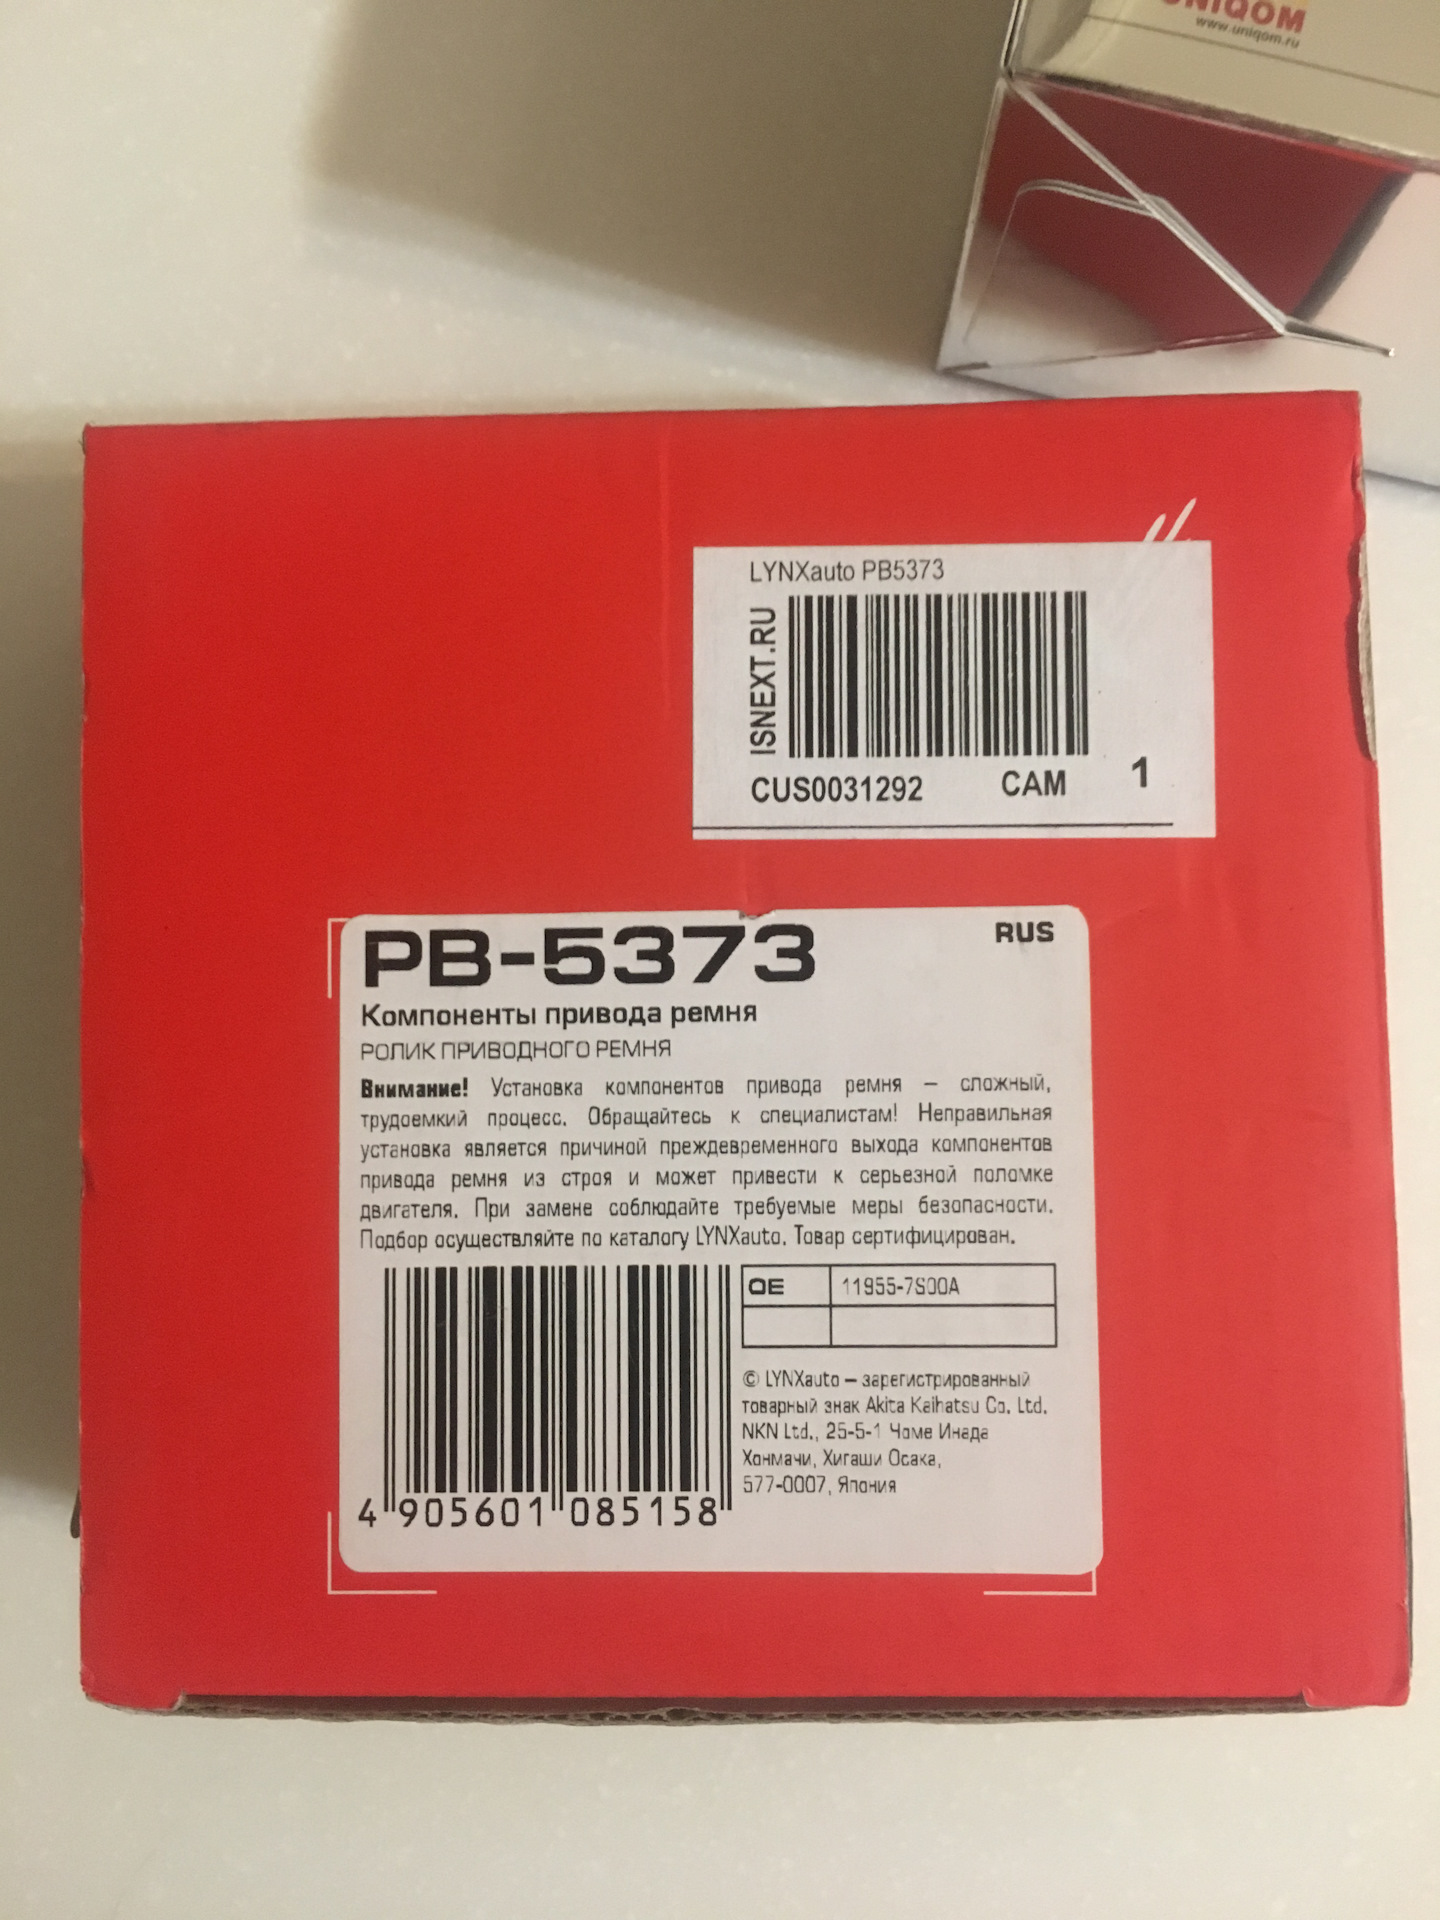 UNIQOM
www.uniqom.ru
LYNXauto PB5373
ISNEXT.RU
CUS0031292 CAM 1
PB-5373 RUS
Компоненты привода ремня
РОЛИК ПРИВОДНОГО РЕМНЯ
Внимание! Установка компонентов привода ремня – сложный,
трудоемкий процесс. Обращайтесь к специалистам! Неправильная
установка является причиной преждевременного выхода компонентов
привода ремня из строя и может привести к серьезной поломке
двигателя. При замене соблюдайте требуемые меры безопасности.
Подбор осуществляйте по каталогу LYNXauto. Товар сертифицирован.
OE 11955-7S00A
© LYNXauto – зарегистрированный
товарный знак Akita Kaihatsu Co. Ltd.
NKN Ltd., 25-5-1 Чоме Инада
Хонмачи, Хигаши Осака,
577-0007, Япония
4 905601 085158